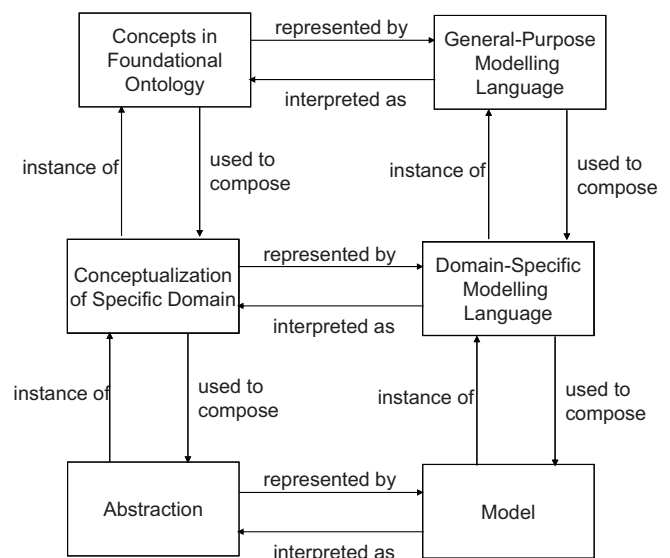 Concepts in
Foundational
Ontology
represented by
interpreted as
General-Purpose
Modelling
Language
instance of
used to
compose
instance of
used to
compose
Conceptualization
of Specific Domain
represented by
interpreted as
Domain-Specific
Modelling
Language
instance of
used to
compose
instance of
used to
compose
Abstraction
represented by
interpreted as
Model